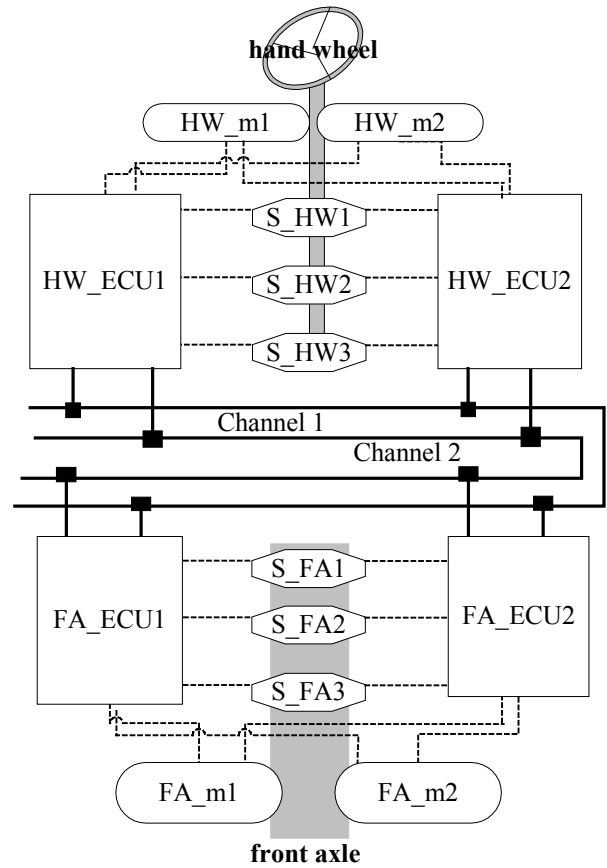 hand wheel
HW_m1
HW_m2
S_HW1
HW_ECU1
S_HW2
HW_ECU2
S_HW3
Channel 1
Channel 2
S_FA1
FA_ECU1
S_FA2
FA_ECU2
S_FA3
FA_m1
FA_m2
front axle